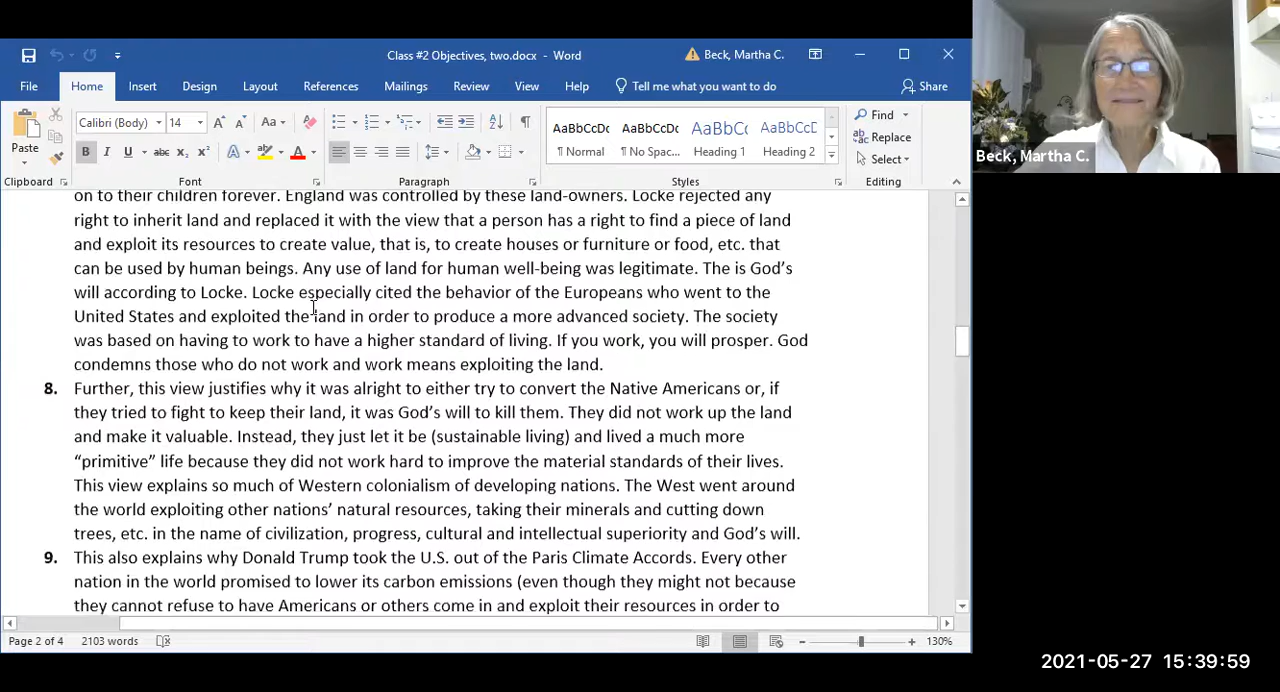 Class #2 Objectives, two.docx - Word
Beck, Martha C.
File Home Insert Design Layout References Mailings Review View Help Tell me what you want to do Share
Paste
Calibri (Body) 14
Aa
B I U abc x₂ x²
AaBbCcDc AaBbCcDc AaBbCc AaBbCcD
¶ Normal ¶ No Spac... Heading 1 Heading 2
Find
Replace
Select
Clipboard Font Paragraph Styles Editing
Beck, Martha C.
on to their children forever. England was controlled by these land-owners. Locke rejected any
right to inherit land and replaced it with the view that a person has a right to find a piece of land
and exploit its resources to create value, that is, to create houses or furniture or food, etc. that
can be used by human beings. Any use of land for human well-being was legitimate. The is God's
will according to Locke. Locke especially cited the behavior of the Europeans who went to the
United States and exploited the land in order to produce a more advanced society. The society
was based on having to work to have a higher standard of living. If you work, you will prosper. God
condemns those who do not work and work means exploiting the land.
8. Further, this view justifies why it was alright to either try to convert the Native Americans or, if
they tried to fight to keep their land, it was God's will to kill them. They did not work up the land
and make it valuable. Instead, they just let it be (sustainable living) and lived a much more
"primitive" life because they did not work hard to improve the material standards of their lives.
This view explains so much of Western colonialism of developing nations. The West went around
the world exploiting other nations' natural resources, taking their minerals and cutting down
trees, etc. in the name of civilization, progress, cultural and intellectual superiority and God's will.
9. This also explains why Donald Trump took the U.S. out of the Paris Climate Accords. Every other
nation in the world promised to lower its carbon emissions (even though they might not because
they cannot refuse to have Americans or others come in and exploit their resources in order to
Page 2 of 4 2103 words 130%
2021-05-27 15:39:59